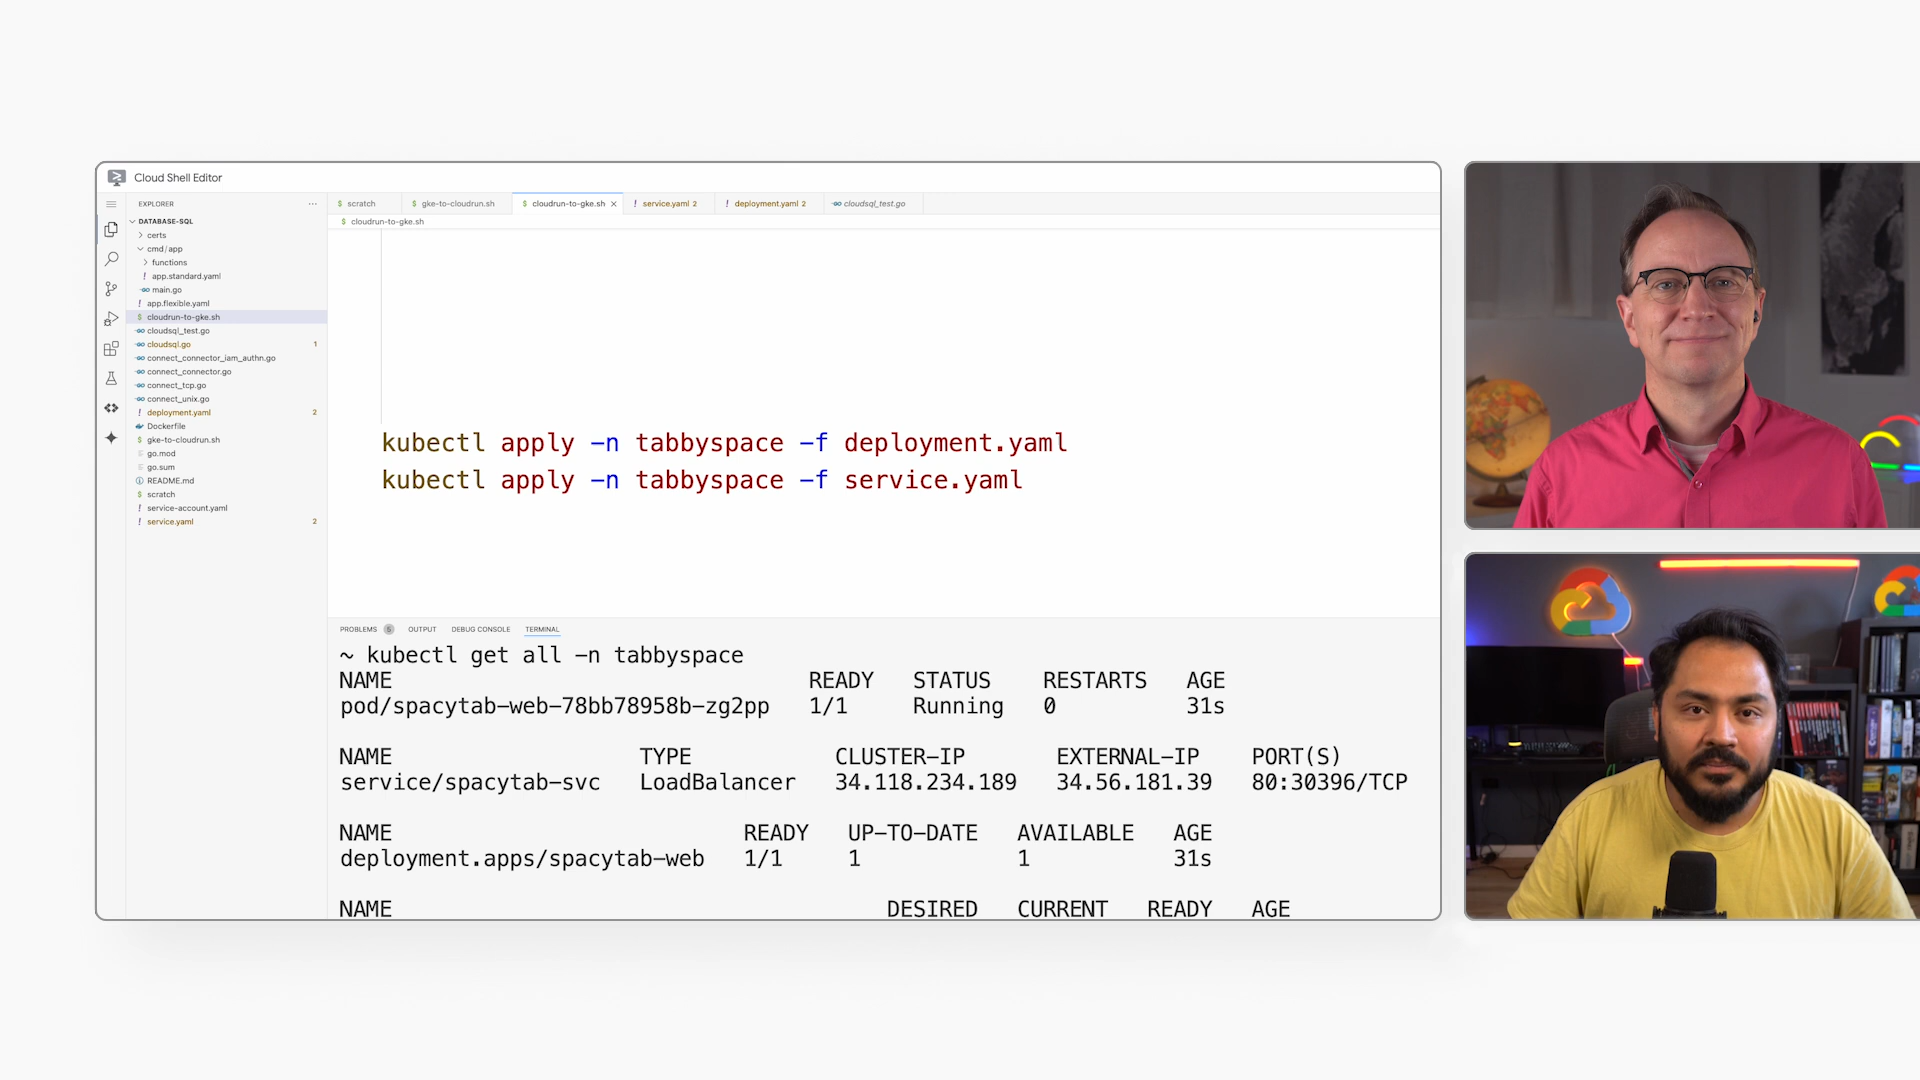 Cloud Shell Editor
EXPLORER
DATABASE-SQL
certs
cmd/app
functions
! app.standard.yaml
main.go
! app.flexible.yaml
$ cloudrun-to-gke.sh
cloudsql_test.go
cloudsql.go 1
connect_connector_iam_authn.go
connect_connector.go
connect_tcp.go
connect_unix.go
! deployment.yaml 2
Dockerfile
$ gke-to-cloudrun.sh
go.mod
go.sum
README.md
$ scratch
! service-account.yaml
! service.yaml 2
$ scratch
$ gke-to-cloudrun.sh
$ cloudrun-to-gke.sh
! service.yaml 2
! deployment.yaml 2
cloudsql_test.go
$ cloudrun-to-gke.sh
kubectl apply -n tabbyspace -f deployment.yaml
kubectl apply -n tabbyspace -f service.yaml
PROBLEMS 5 OUTPUT DEBUG CONSOLE TERMINAL
~ kubectl get all -n tabbyspace
NAME READY STATUS RESTARTS AGE
pod/spacytab-web-78bb78958b-zg2pp 1/1 Running 0 31s
NAME TYPE CLUSTER-IP EXTERNAL-IP PORT(S)
service/spacytab-svc LoadBalancer 34.118.234.189 34.56.181.39 80:30396/TCP
NAME READY UP-TO-DATE AVAILABLE AGE
deployment.apps/spacytab-web 1/1 1 1 31s
NAME DESIRED CURRENT READY AGE